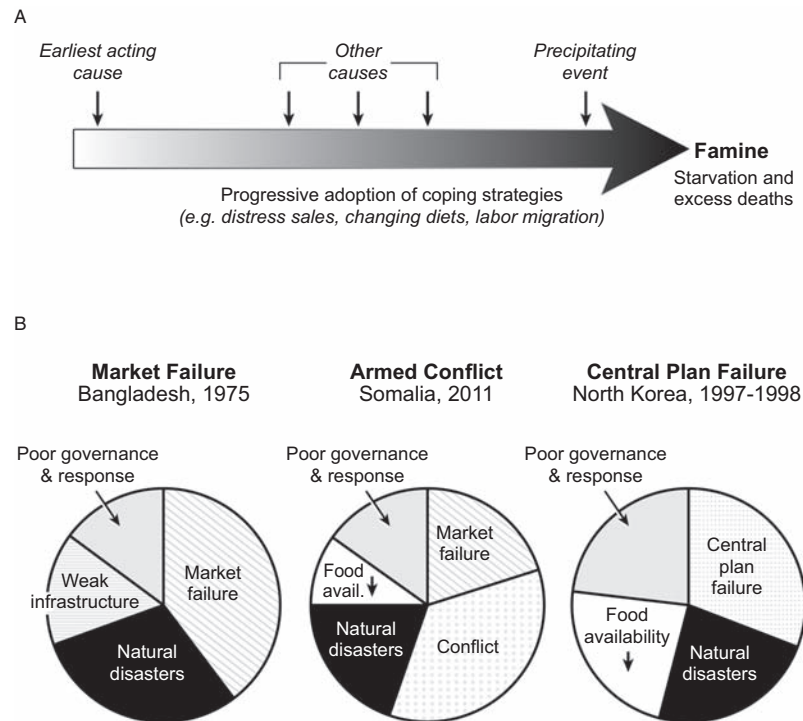 A
Earliest acting
cause
Other
causes
Precipitating
event
Famine
Starvation and
excess deaths
Progressive adoption of coping strategies
(e.g. distress sales, changing diets, labor migration)
B
Market Failure
Bangladesh, 1975
Poor governance
& response
Market
failure
Weak
infrastructure
Natural
disasters
Armed Conflict
Somalia, 2011
Poor governance
& response
Market
failure
Food
avail.
Natural
disasters
Conflict
Central Plan Failure
North Korea, 1997-1998
Poor governance
& response
Central
plan
failure
Food
availability
Natural
disasters